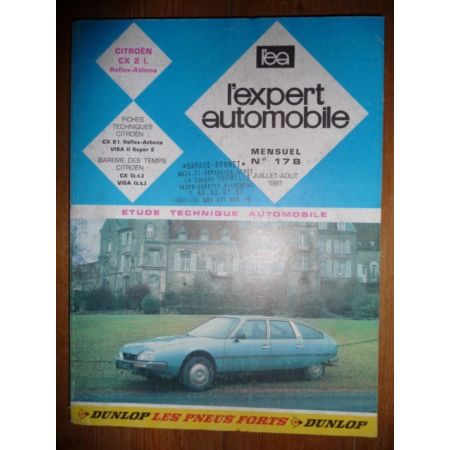 CITROËN
CX 2 l.
Reflex-Athena
FICHES
TECHNIQUES
CITROËN :
CX 2 l. Reflex-Athena
VISA II Super E
BAREME DES TEMPS
CITROËN :
CX (t.t.)
VISA (t.t.)
l'ea
l'expert
automobile
MENSUEL
N° 178
JUILLET-AOUT
1981
ETUDE TECHNIQUE AUTOMOBILE
DUNLOP LES PNEUS FORTS DUNLOP